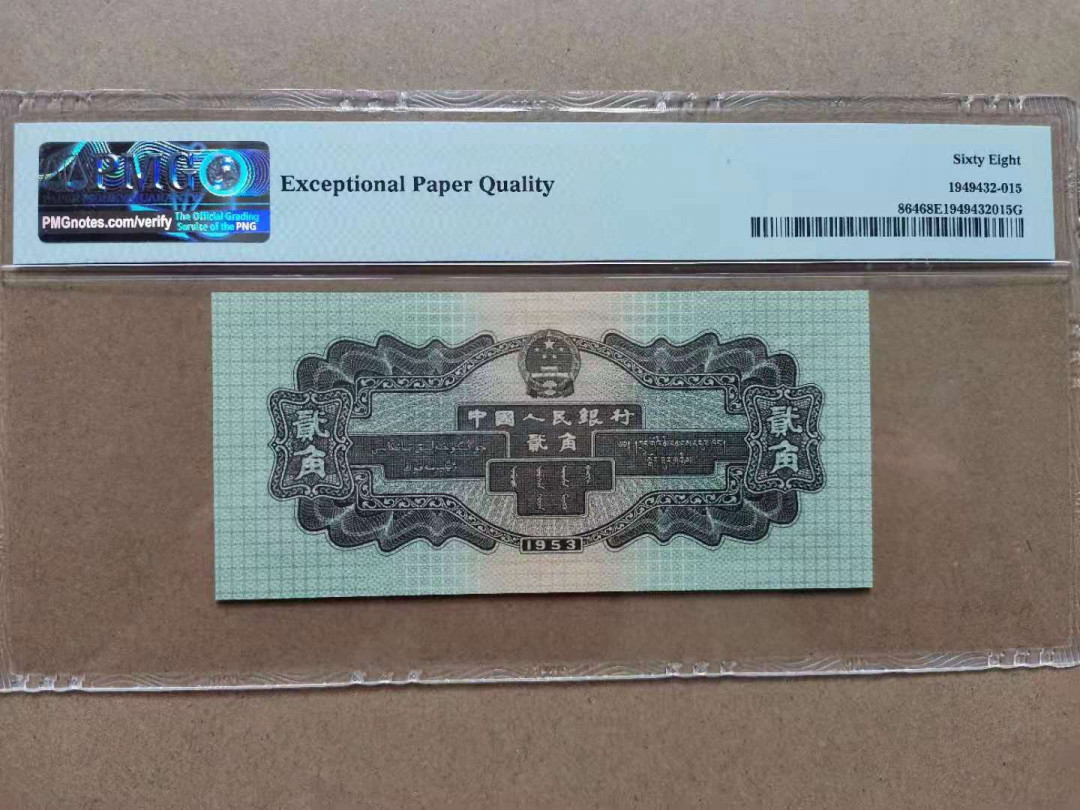 PMG
PMGnotes.com/verify
The Official Grading
Service of the PNG
Exceptional Paper Quality
Sixty Eight
1949432-015
86468E1949432015G
中國人民銀行
貳角
貳角
貳角
1953